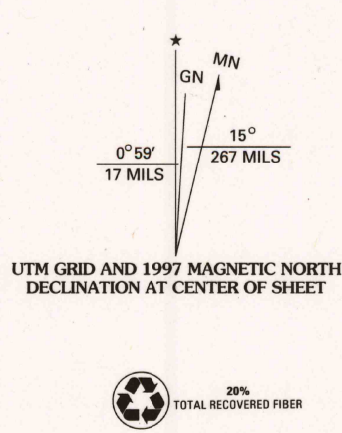 ★
GN
MN
0°59'
17 MILS
15°
267 MILS
UTM GRID AND 1997 MAGNETIC NORTH
DECLINATION AT CENTER OF SHEET
20%
TOTAL RECOVERED FIBER